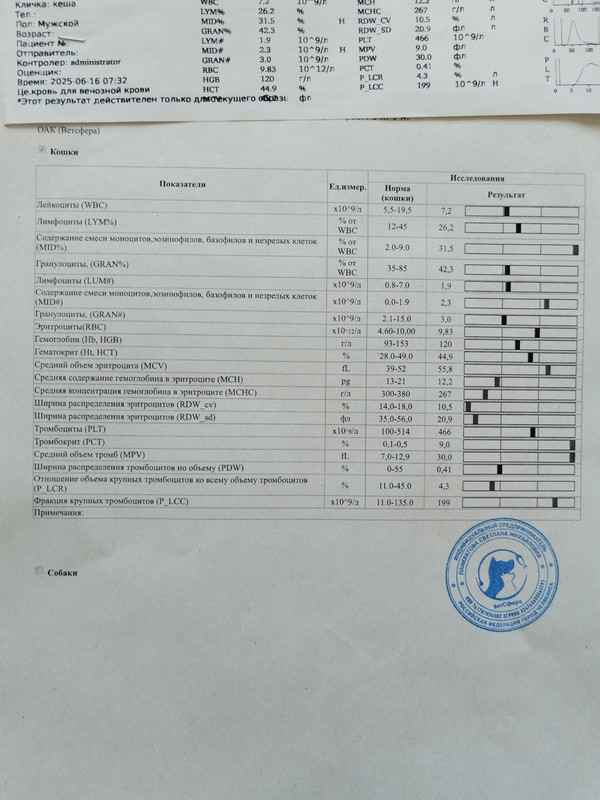 Кличка: кеша WBC 7.2 10^9/л MCH 12.2
Тел.: LYM% 26.2 % MCHC 267 г/л л
Пол: Мужской MID% 31.5 % H RDW_CV 10.5 % л
Возраст: GRAN% 42.3 % RDW_SD 20.9 фл л
Пациент №: LYM# 1.9 10^9/л PLT 466 10^9/л
Отправитель: MID# 2.3 10^9/л H MPV 9.0 фл
Контролер: administrator GRAN# 3.0 10^9/л PDW 30.0 фл
Оценщик: RBC 9.83 10^12/л PCT 0.41 %
Время: 2025-06-16 07:32 HGB 120 г/л P_LCR 4.3 % л
Це.кровь для венозной крови HCT 44.9 % P_LCC 199 10^9/л H
*Этот результат действителен только для текущего образц фл
R
B
C
0 50 100
P
L
T
0 5 10
ОАК (Ветсфера)
Кошки
Показатели Ед.измер. Исследования
Норма (кошки) Результат
Лейкоциты (WBC) x10^9/л 5,5-19,5 7,2
Лимфоциты (LYM%) % от WBC 12-45 26,2
Содержание смеси моноцитов,эозинофилов, базофилов и незрелых клеток (MID%) % от WBC 2.0-9.0 31,5
Гранулоциты, (GRAN%) % от WBC 35-85 42,3
Лимфоциты (LUM#) x10^9/л 0.8-7.0 1,9
Содержание смеси моноцитов,эозинофилов, базофилов и незрелых клеток (MID#) x10^9/л 0.0-1.9 2,3
Гранулоциты, (GRAN#) x10^9/л 2.1-15.0 3,0
Эритроциты(RBC) x10^12/л 4.60-10,00 9,83
Гемоглобин (Hb, HGB) г/л 93-153 120
Гематокрит (Ht, HCT) % 28.0-49.0 44,9
Средний объем эритроцита (MCV) fL 39-52 55,8
Средняя содержание гемоглобина в эритроците (MCH) pg 13-21 12,2
Средняя концентрация гемоглобина в эритроците (MCHC) г/л 300-380 267
Ширина распределения эритроцитов (RDW_cv) % 14,0-18,0 10,5
Ширина распределения эритроцитов (RDW_sd) фл 35,0-56,0 20,9
Тромбоциты (PLT) x10^9/л 100-514 466
Тромбокрит (PCT) % 0,1-0,5 9,0
Средний объем тромб (MPV) fL 7,0-12,9 30,0
Ширина распределения тромбоцитов по объему (PDW) % 0-55 0,41
Отношение объема крупных тромбоцитов ко всему объему тромбоцитов (P_LCR) % 11.0-45.0 4,3
Фракция крупных тромбоцитов (P_LCC) x10^9/л 11.0-135.0 199
Примечания:
Собаки
ИНДИВИДУАЛЬНЫЙ ПРЕДПРИНИМАТЕЛЬ
ПАНКРАТОВА СВЕТЛАНА МИХАЙЛОВНА
ветСфера
РОССИЙСКАЯ ФЕДЕРАЦИЯ ГОРОД ЧЕЛЯБИНСК